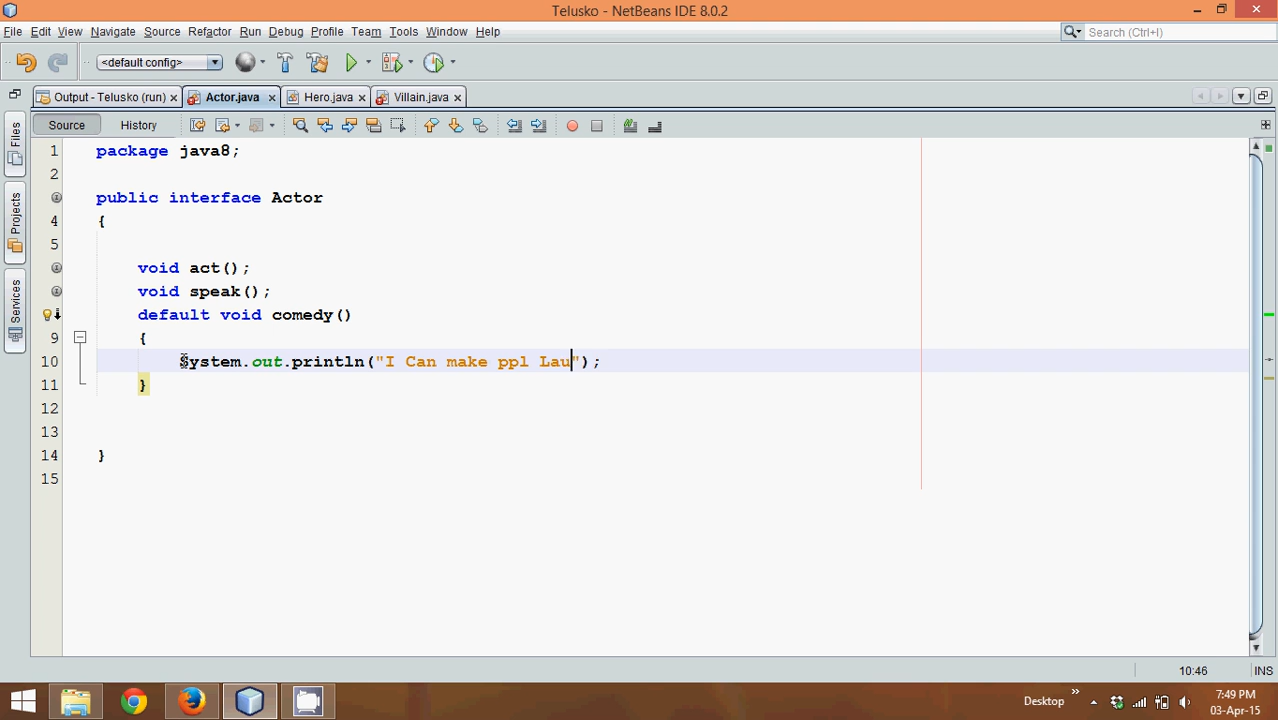 Telusko - NetBeans IDE 8.0.2
File Edit View Navigate Source Refactor Run Debug Profile Team Tools Window Help
Search (Ctrl+I)
<default config>
Output - Telusko (run) Actor.java Hero.java Villain.java
Source History
Files
Projects
Services
1 package java8;
2
public interface Actor
4 {
5
void act();
void speak();
default void comedy()
9 {
10 System.out.println("I Can make ppl Lau");
11 }
12
13
14 }
15
10:46 INS
Desktop
7:49 PM
03-Apr-15